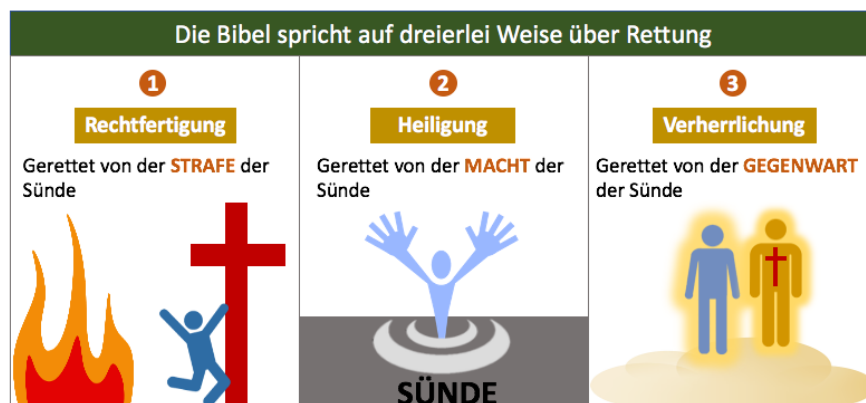 Die Bibel spricht auf dreierlei Weise über Rettung
1
Rechtfertigung
Gerettet von der STRAFE der
Sünde
2
Heiligung
Gerettet von der MACHT der
Sünde
SÜNDE
3
Verherrlichung
Gerettet von der GEGENWART
der Sünde